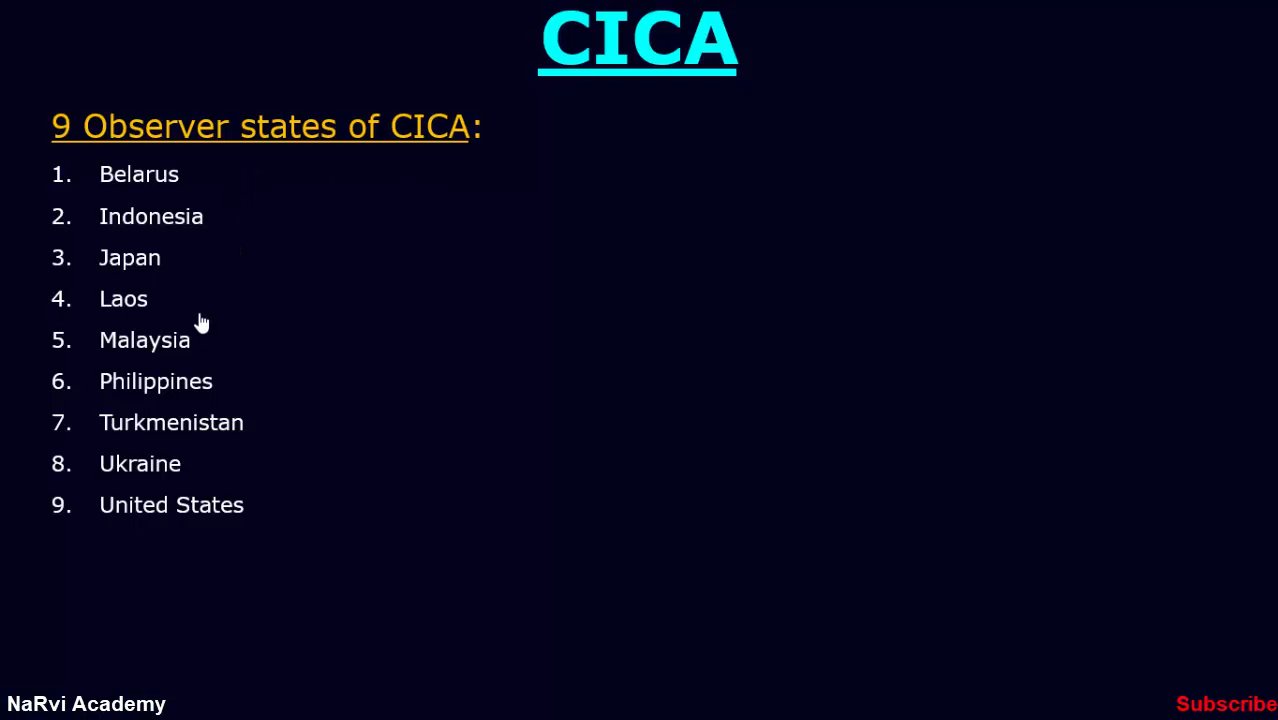 CICA
9 Observer states of CICA:
1. Belarus
2. Indonesia
3. Japan
4. Laos
5. Malaysia
6. Philippines
7. Turkmenistan
8. Ukraine
9. United States
NaRvi Academy
Subscribe